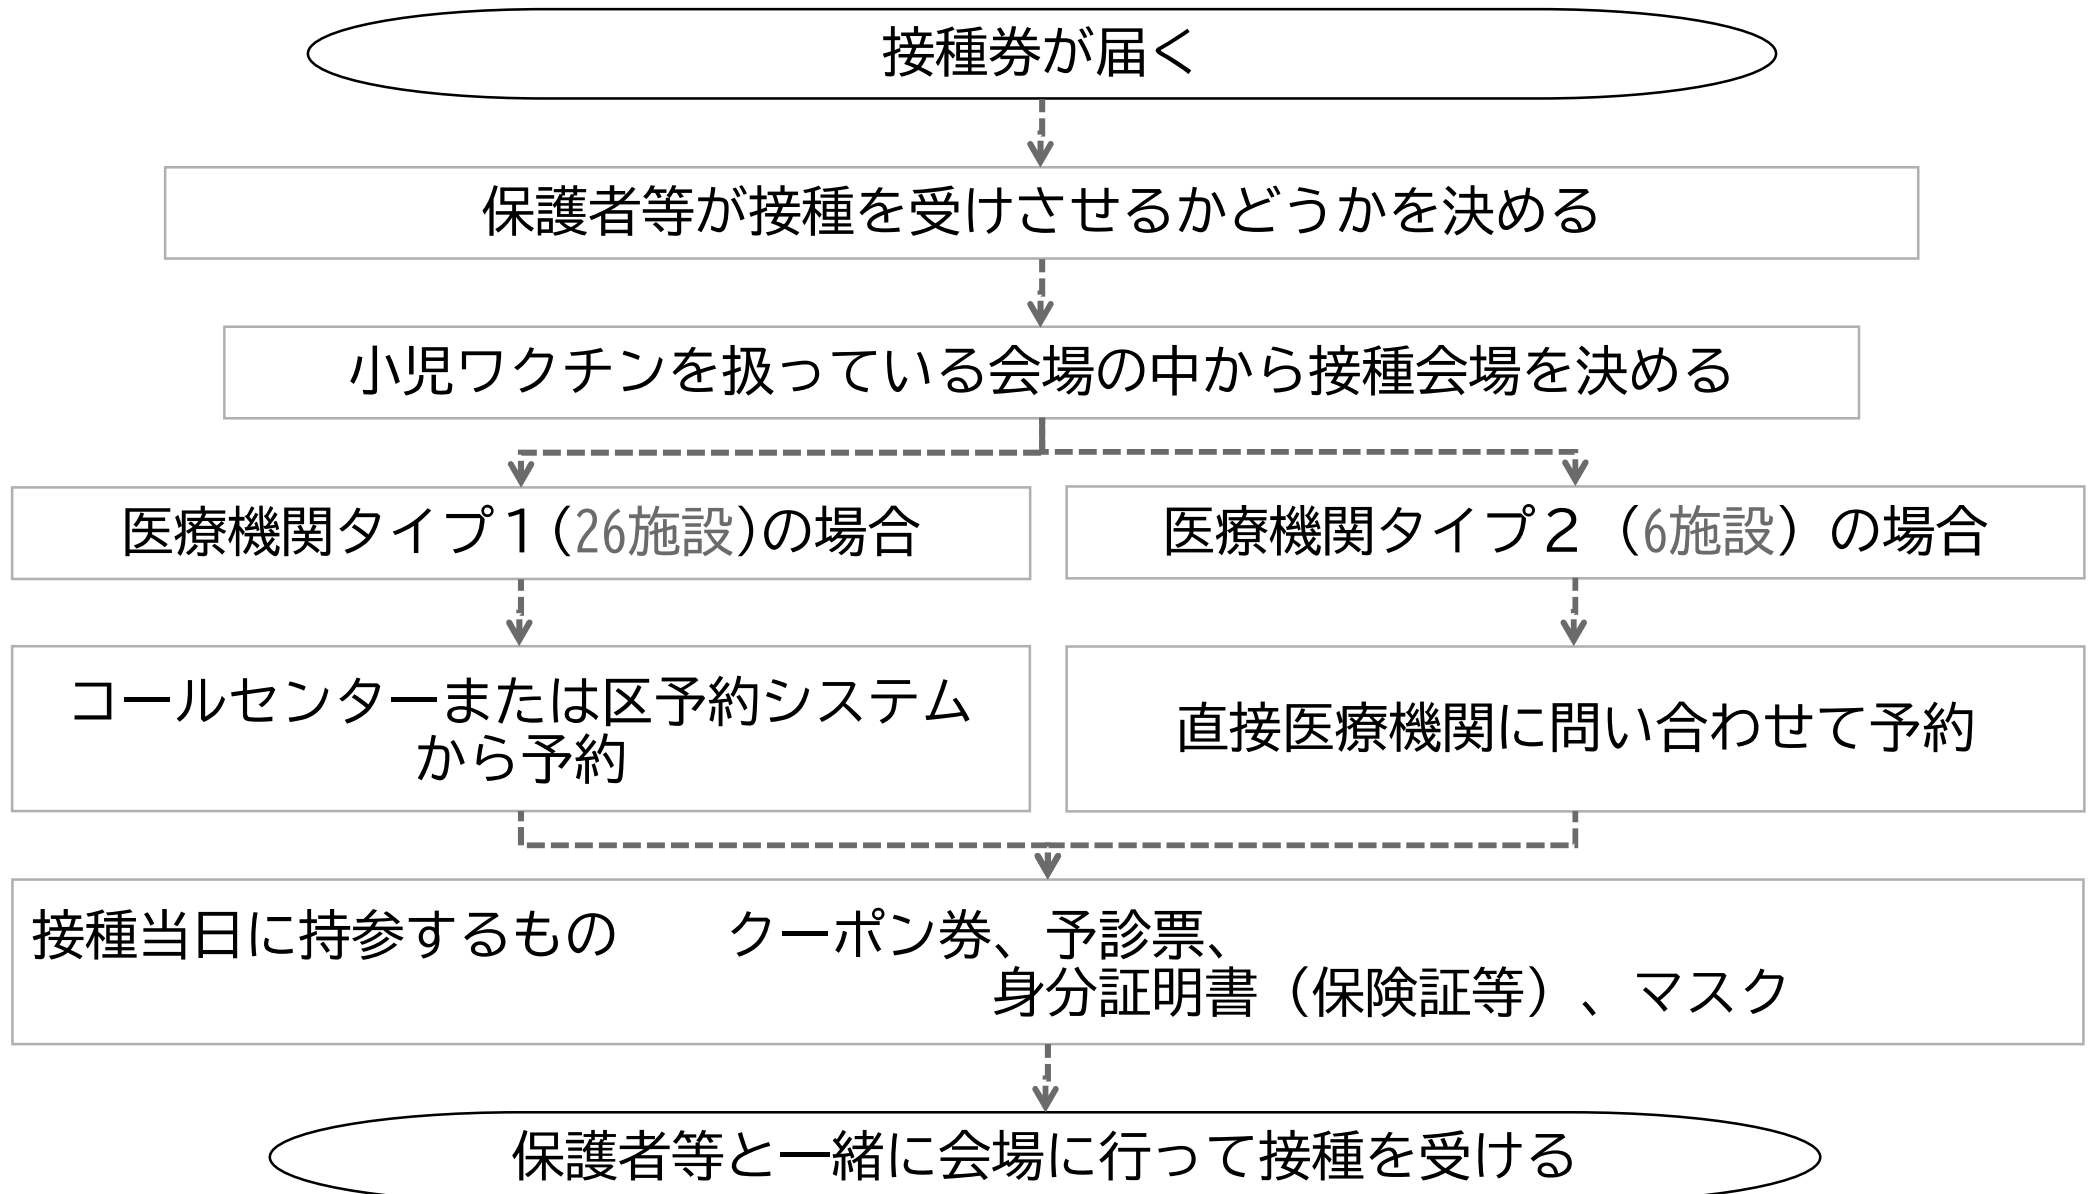 接種券が届く
保護者等が接種を受けさせるかどうかを決める
小児ワクチンを扱っている会場の中から接種会場を決める
医療機関タイプ１(26施設)の場合
医療機関タイプ２（6施設）の場合
コールセンターまたは区予約システム
から予約
直接医療機関に問い合わせて予約
接種当日に持参するもの　　クーポン券、予診票、
身分証明書（保険証等）、マスク
保護者等と一緒に会場に行って接種を受ける